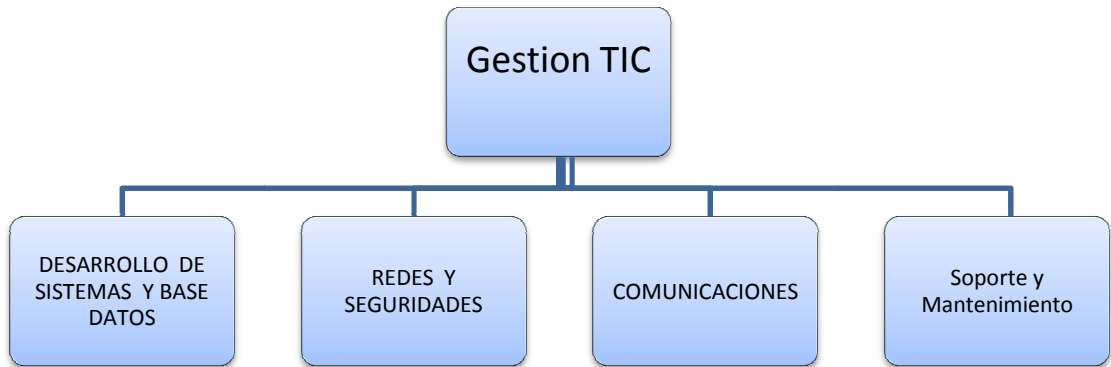 Gestion TIC
DESARROLLO DE
SISTEMAS Y BASE
DATOS
REDES Y
SEGURIDADES
COMUNICACIONES
Soporte y
Mantenimiento